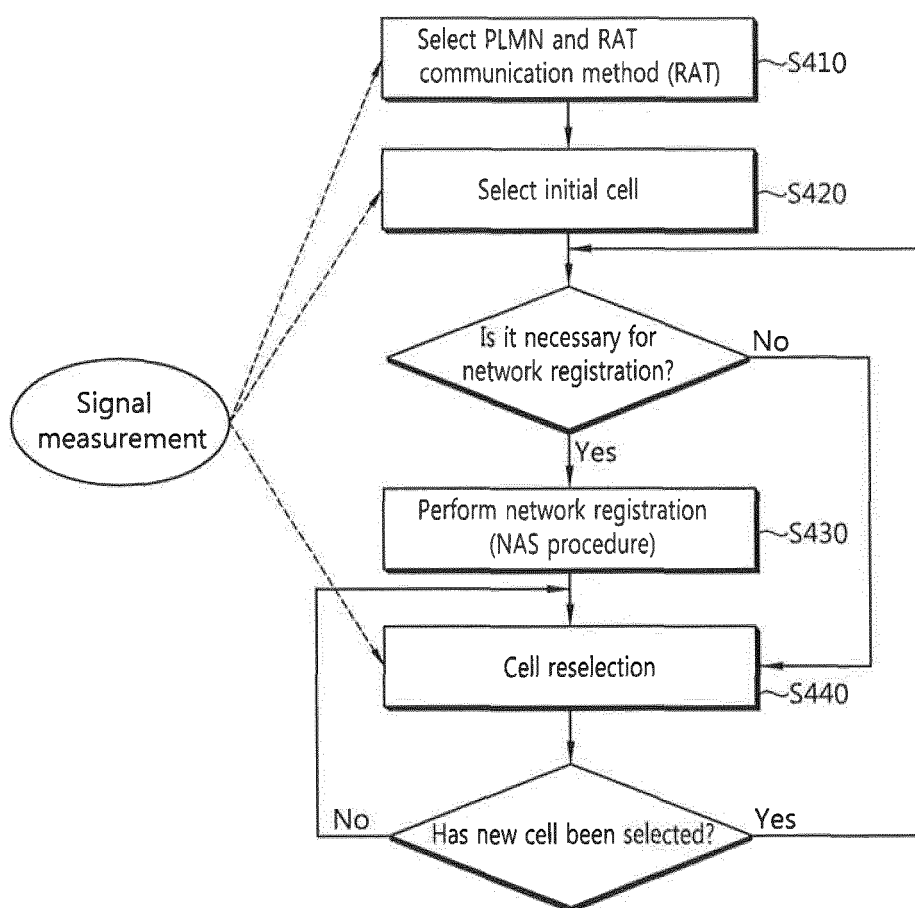 Select PLMN and RAT
communication method (RAT)
S410
Select initial cell
S420
Is it necessary for
network registration?
No
Yes
Signal
measurement
Perform network registration
(NAS procedure)
S430
Cell reselection
S440
No
Has new cell been selected?
Yes